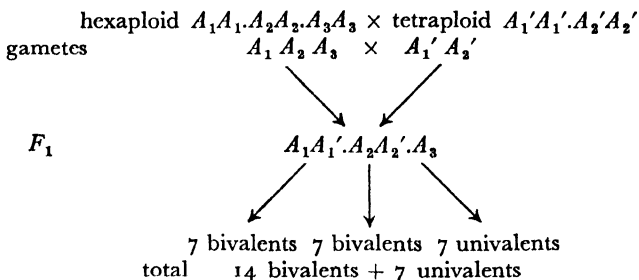 hexaploid A₁A₁.A₂A₂.A₃A₃ × tetraploid A₁'A₁'.A₂'A₂'
gametes A₁ A₂ A₃ × A₁' A₂'
F₁ A₁A₁'.A₂A₂'.A₃
7 bivalents 7 bivalents 7 univalents
total 14 bivalents + 7 univalents